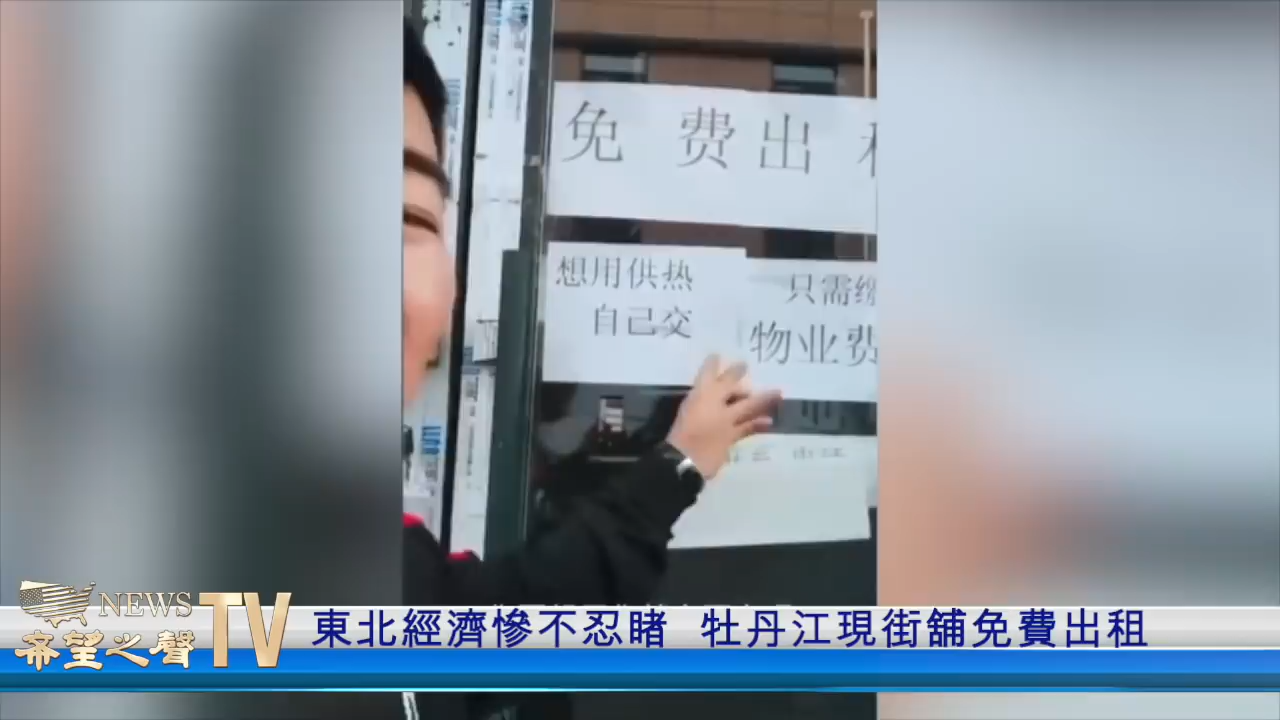 免 费 出
想用供热
自己交
只需缴
物业费
NEWS
希望之聲
TV
東北經濟慘不忍睹 牡丹江現街舖免費出租